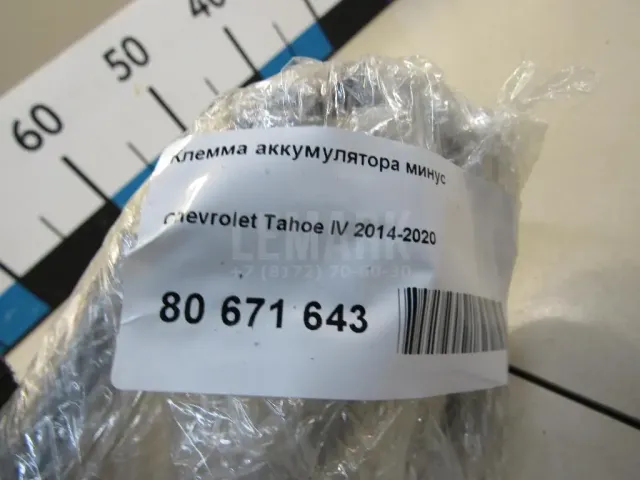 40
50
60
Клемма аккумулятора минус
Chevrolet Tahoe IV 2014-2020
LEMARK
80 671 643